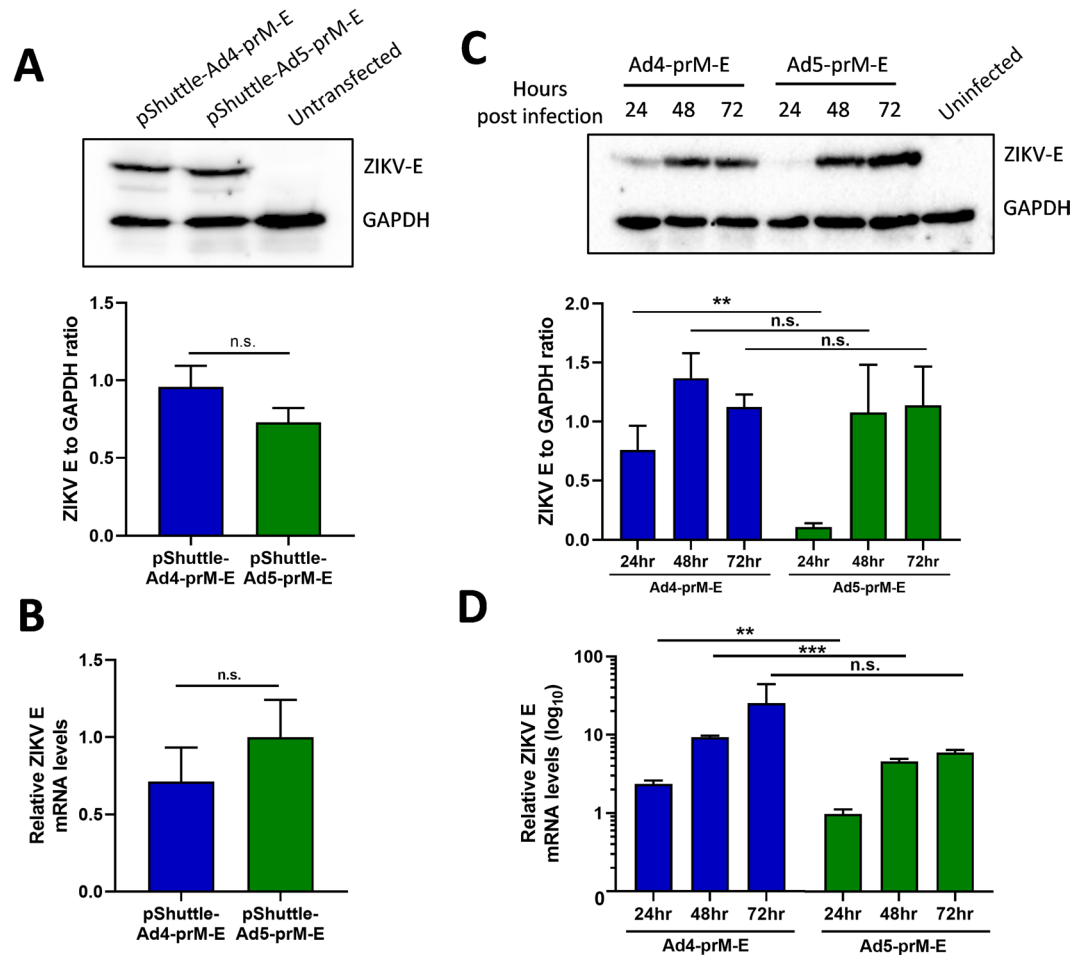 A
pShuttle-Ad4-prM-E
pShuttle-Ad5-prM-E
Untransfected
ZIKV-E
GAPDH
ZIKV E to GAPDH ratio
1.5
1.0
0.5
0.0
n.s.
pShuttle-
Ad4-prM-E
pShuttle-
Ad5-prM-E
B
Relative ZIKV E
mRNA levels
1.5
1.0
0.5
0.0
n.s.
pShuttle-
Ad4-prM-E
pShuttle-
Ad5-prM-E
C
Hours
post infection
Ad4-prM-E
Ad5-prM-E
24 48 72 24 48 72
Uninfected
ZIKV-E
GAPDH
ZIKV E to GAPDH ratio
2.0
1.5
1.0
0.5
0.0
**
n.s.
n.s.
24hr 48hr 72hr 24hr 48hr 72hr
Ad4-prM-E Ad5-prM-E
D
Relative ZIKV E
mRNA levels (log10)
100
10
1
0
**
***
n.s.
24hr 48hr 72hr 24hr 48hr 72hr
Ad4-prM-E Ad5-prM-E